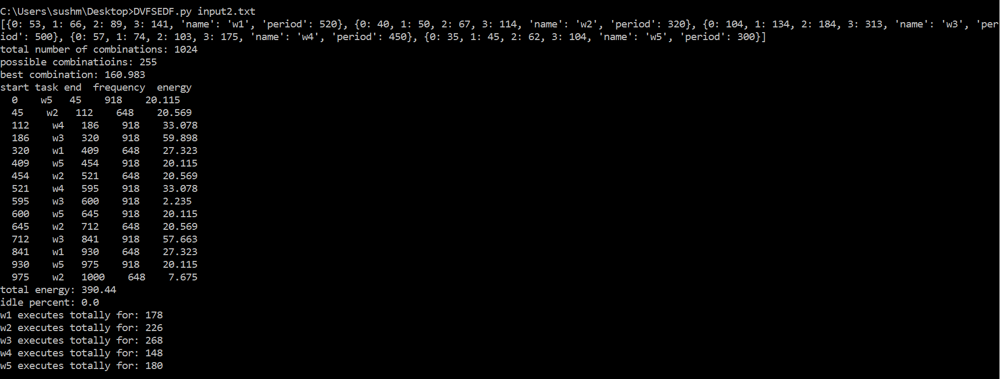 C:\Users\sushm\Desktop>DVFSEDF.py input2.txt
[{0: 53, 1: 66, 2: 89, 3: 141, 'name': 'w1', 'period': 520}, {0: 40, 1: 50, 2: 67, 3: 114, 'name': 'w2', 'period': 320}, {0: 104, 1: 134, 2: 184, 3: 313, 'name': 'w3', 'per
iod': 500}, {0: 57, 1: 74, 2: 103, 3: 175, 'name': 'w4', 'period': 450}, {0: 35, 1: 45, 2: 62, 3: 104, 'name': 'w5', 'period': 300}]
total number of combinations: 1024
possible combinatioins: 255
best combination: 160.983
start task end  frequency  energy
  0    w5   45    918    20.115
  45    w2   112    648    20.569
  112    w4   186    918    33.078
  186    w3   320    918    59.898
  320    w1   409    648    27.323
  409    w5   454    918    20.115
  454    w2   521    648    20.569
  521    w4   595    918    33.078
  595    w3   600    918    2.235
  600    w5   645    918    20.115
  645    w2   712    648    20.569
  712    w3   841    918    57.663
  841    w1   930    648    27.323
  930    w5   975    918    20.115
  975    w2   1000    648    7.675
total energy: 390.44
idle percent: 0.0
w1 executes totally for: 178
w2 executes totally for: 226
w3 executes totally for: 268
w4 executes totally for: 148
w5 executes totally for: 180